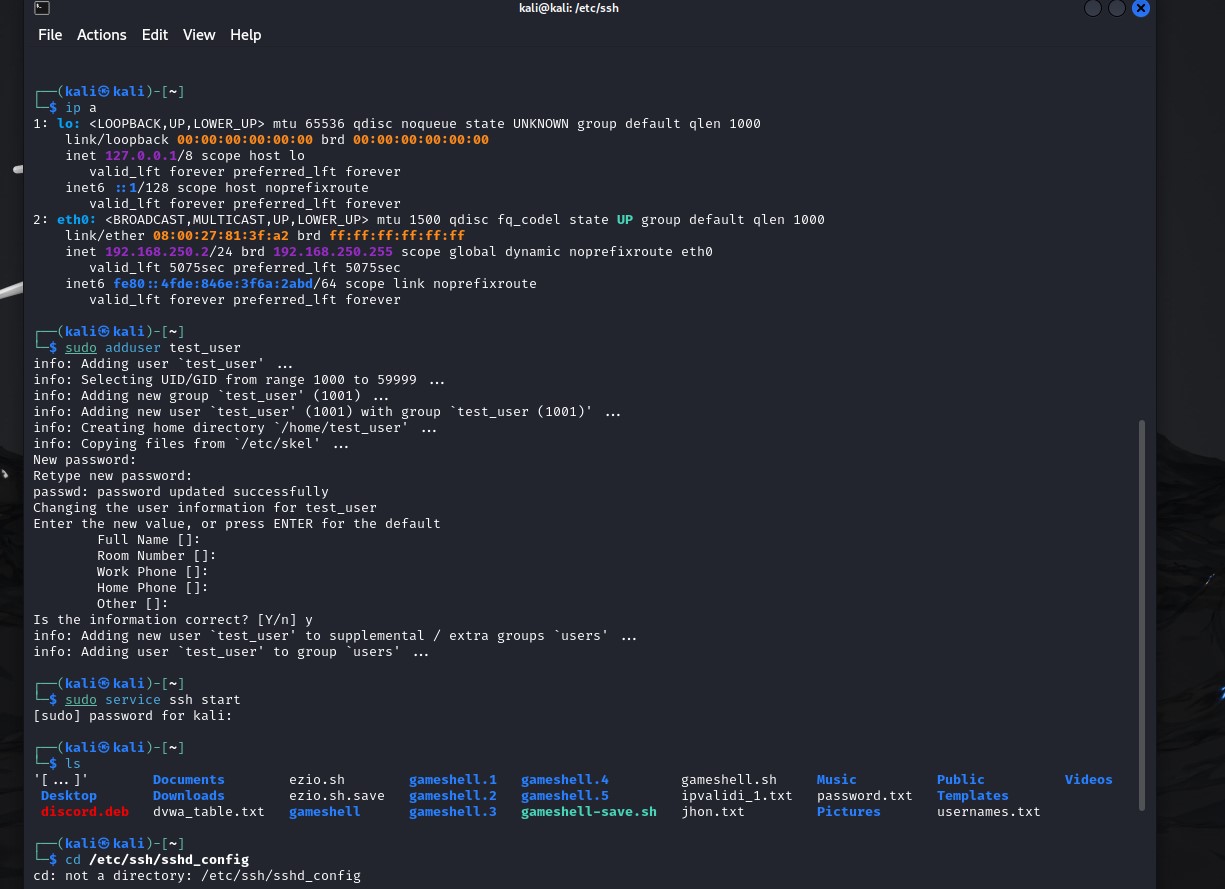 kali@kali: /etc/ssh
File Actions Edit View Help
┌──(kali㉿kali)-[~]
└─$ ip a
1: lo: <LOOPBACK,UP,LOWER_UP> mtu 65536 qdisc noqueue state UNKNOWN group default qlen 1000
    link/loopback 00:00:00:00:00:00 brd 00:00:00:00:00:00
    inet 127.0.0.1/8 scope host lo
       valid_lft forever preferred_lft forever
    inet6 ::1/128 scope host noprefixroute
       valid_lft forever preferred_lft forever
2: eth0: <BROADCAST,MULTICAST,UP,LOWER_UP> mtu 1500 qdisc fq_codel state UP group default qlen 1000
    link/ether 08:00:27:81:3f:a2 brd ff:ff:ff:ff:ff:ff
    inet 192.168.250.2/24 brd 192.168.250.255 scope global dynamic noprefixroute eth0
       valid_lft 5075sec preferred_lft 5075sec
    inet6 fe80::4fde:846e:3f6a:2abd/64 scope link noprefixroute
       valid_lft forever preferred_lft forever
┌──(kali㉿kali)-[~]
└─$ sudo adduser test_user
info: Adding user `test_user' ...
info: Selecting UID/GID from range 1000 to 59999 ...
info: Adding new group `test_user' (1001) ...
info: Adding new user `test_user' (1001) with group `test_user (1001)' ...
info: Creating home directory `/home/test_user' ...
info: Copying files from `/etc/skel' ...
New password:
Retype new password:
passwd: password updated successfully
Changing the user information for test_user
Enter the new value, or press ENTER for the default
        Full Name []:
        Room Number []:
        Work Phone []:
        Home Phone []:
        Other []:
Is the information correct? [Y/n] y
info: Adding new user `test_user' to supplemental / extra groups `users' ...
info: Adding user `test_user' to group `users' ...
┌──(kali㉿kali)-[~]
└─$ sudo service ssh start
[sudo] password for kali:
┌──(kali㉿kali)-[~]
└─$ ls
'[...]' Documents ezio.sh gameshell.1 gameshell.4 gameshell.sh Music Public Videos
Desktop Downloads ezio.sh.save gameshell.2 gameshell.5 ipvalidi_1.txt password.txt Templates
discord.deb dvwa_table.txt gameshell gameshell.3 gameshell-save.sh jhon.txt Pictures usernames.txt
┌──(kali㉿kali)-[~]
└─$ cd /etc/ssh/sshd_config
cd: not a directory: /etc/ssh/sshd_config